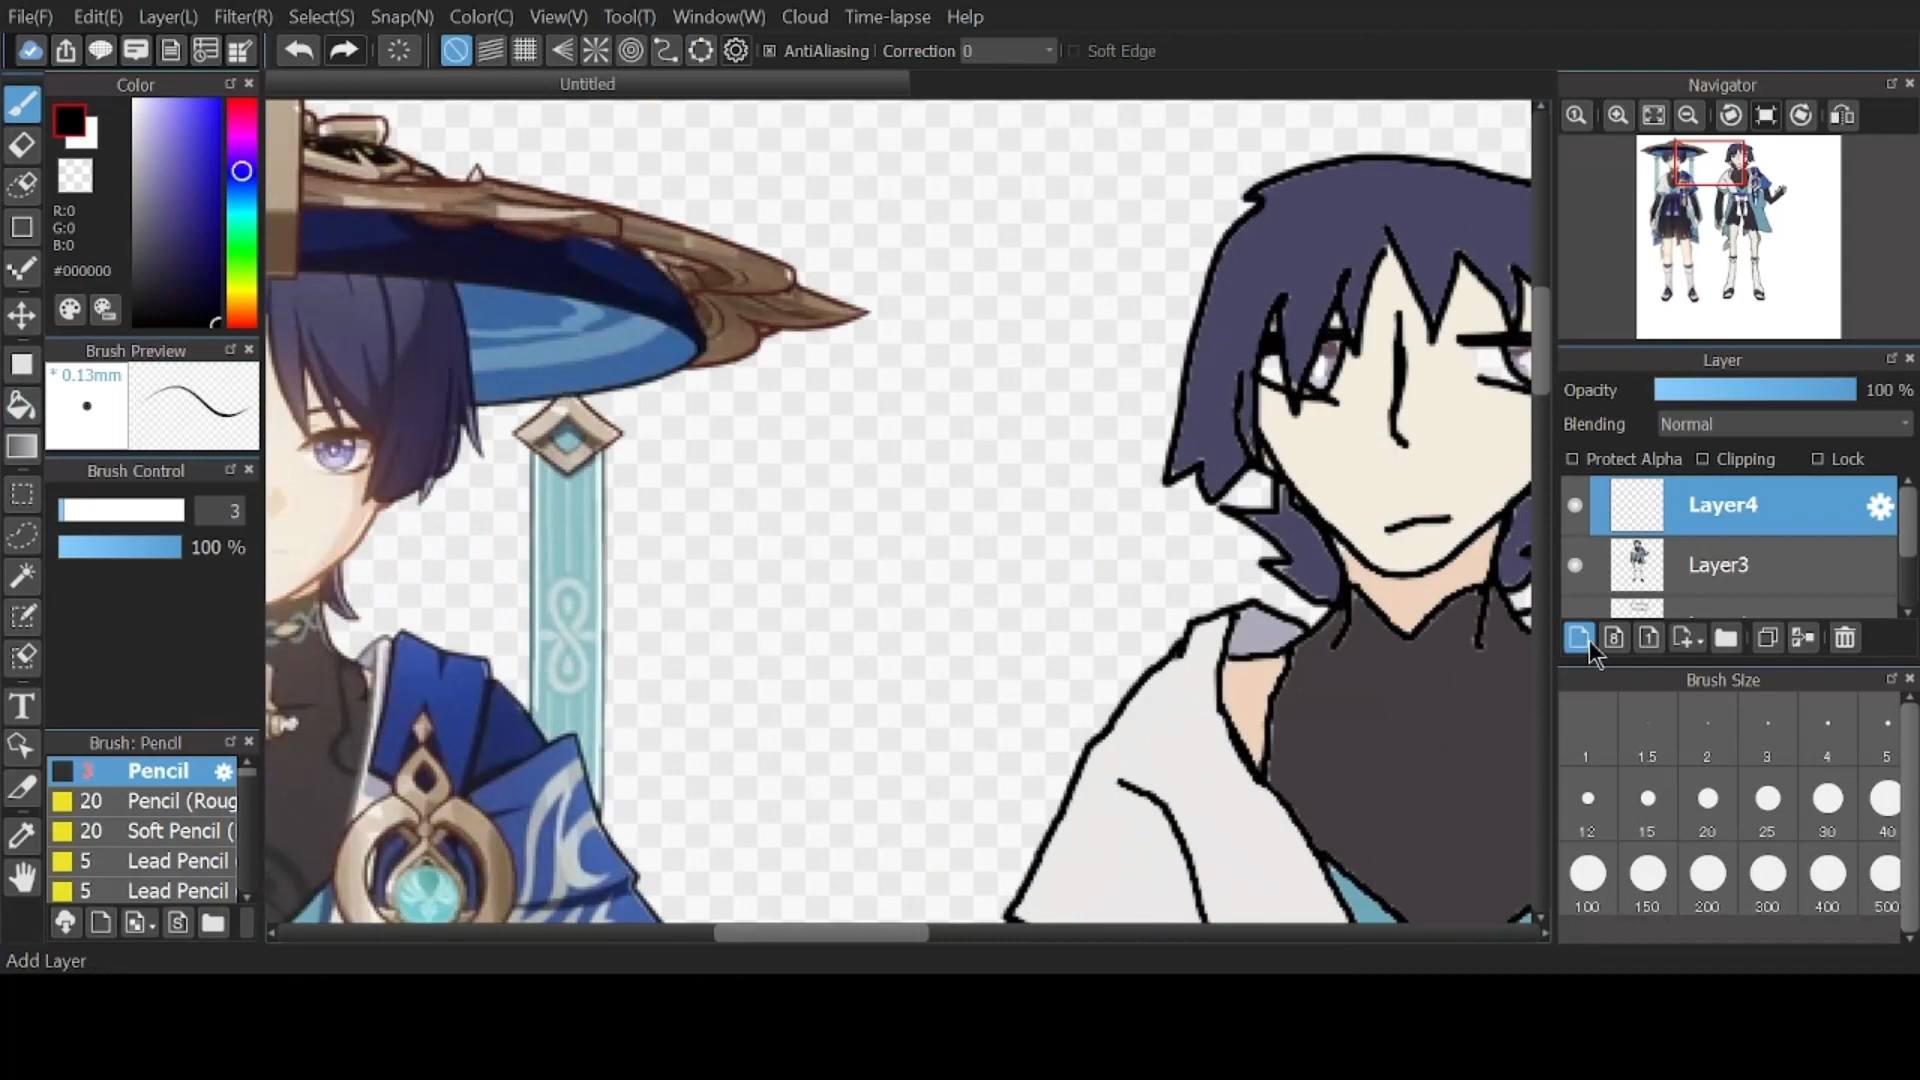 File(F) Edit(E) Layer(L) Filter(R) Select(S) Snap(N) Color(C) View(V) Tool(T) Window(W) Cloud Time-lapse Help
AntiAliasing Correction 0 Soft Edge
Color
Untitled
Navigator
R:0
G:0
B:0
#000000
Brush Preview
* 0.13mm
Layer
Opacity 100 %
Blending Normal
Protect Alpha Clipping Lock
Brush Control
3
100 %
Layer4
Layer3
8 1
Brush Size
1 1.5 2 3 4 5
12 15 20 25 30 40
100 150 200 300 400 500
Brush: Pencil
3 Pencil
20 Pencil (Roug
20 Soft Pencil (
5 Lead Pencil
5 Lead Pencil
Add Layer